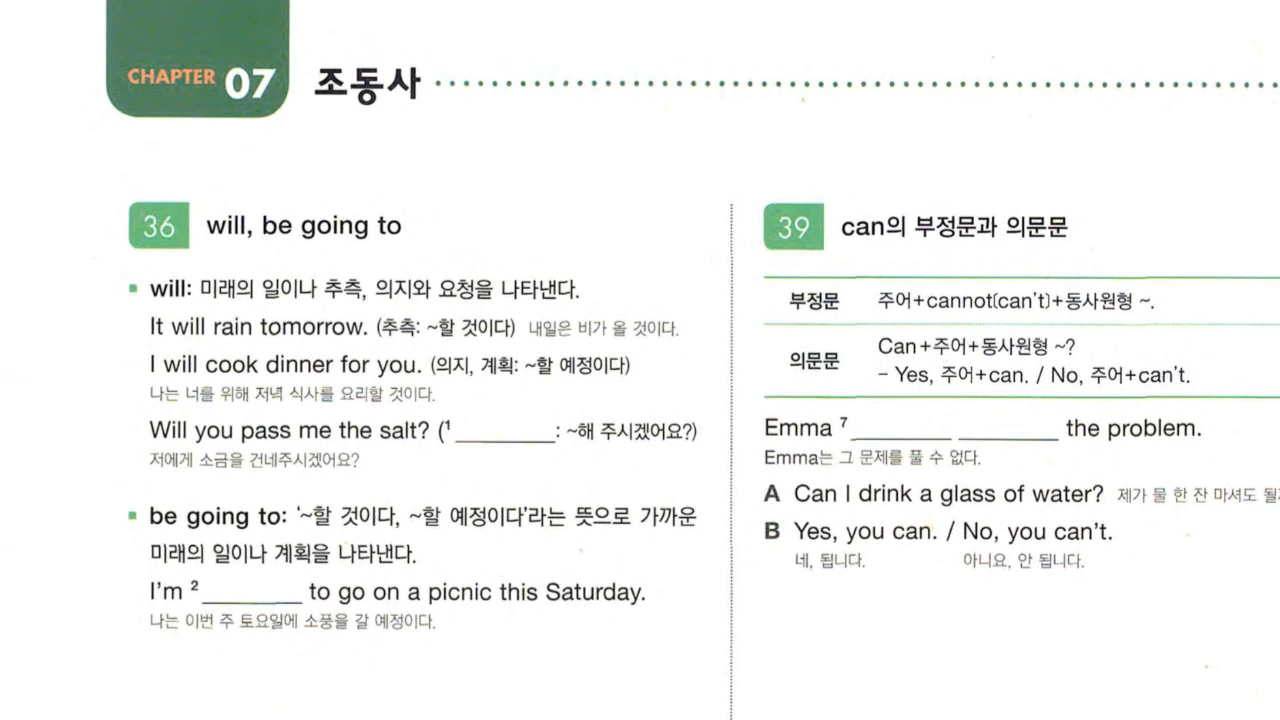 CHAPTER 07 조동사
36 will, be going to
will: 미래의 일이나 추측, 의지와 요청을 나타낸다.
It will rain tomorrow. (추측: ~할 것이다) 내일은 비가 올 것이다.
I will cook dinner for you. (의지, 계획: ~할 예정이다)
나는 너를 위해 저녁 식사를 요리할 것이다.
Will you pass me the salt? (1 ________: ~해 주시겠어요?)
저에게 소금을 건네주시겠어요?
be going to: ‘~할 것이다, ~할 예정이다’라는 뜻으로 가까운
미래의 일이나 계획을 나타낸다.
I’m 2 ________ to go on a picnic this Saturday.
나는 이번 주 토요일에 소풍을 갈 예정이다.
39 can의 부정문과 의문문
부정문 주어+cannot(can’t)+동사원형 ~.
의문문
Can+주어+동사원형 ~?
– Yes, 주어+can. / No, 주어+can’t.
Emma 7 ________ ________ the problem.
Emma는 그 문제를 풀 수 없다.
A Can I drink a glass of water? 제가 물 한 잔 마셔도
B Yes, you can. / No, you can’t.
네, 됩니다. 아니요, 안 됩니다.